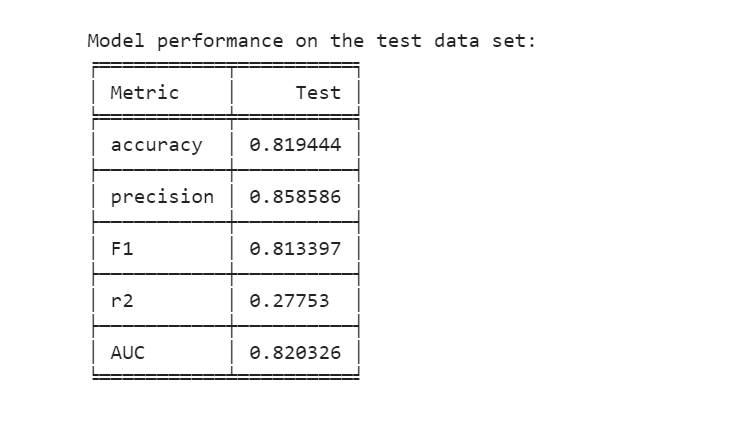 Model performance on the test data set:
Metric Test
accuracy 0.819444
precision 0.858586
F1 0.813397
r2 0.27753
AUC 0.820326